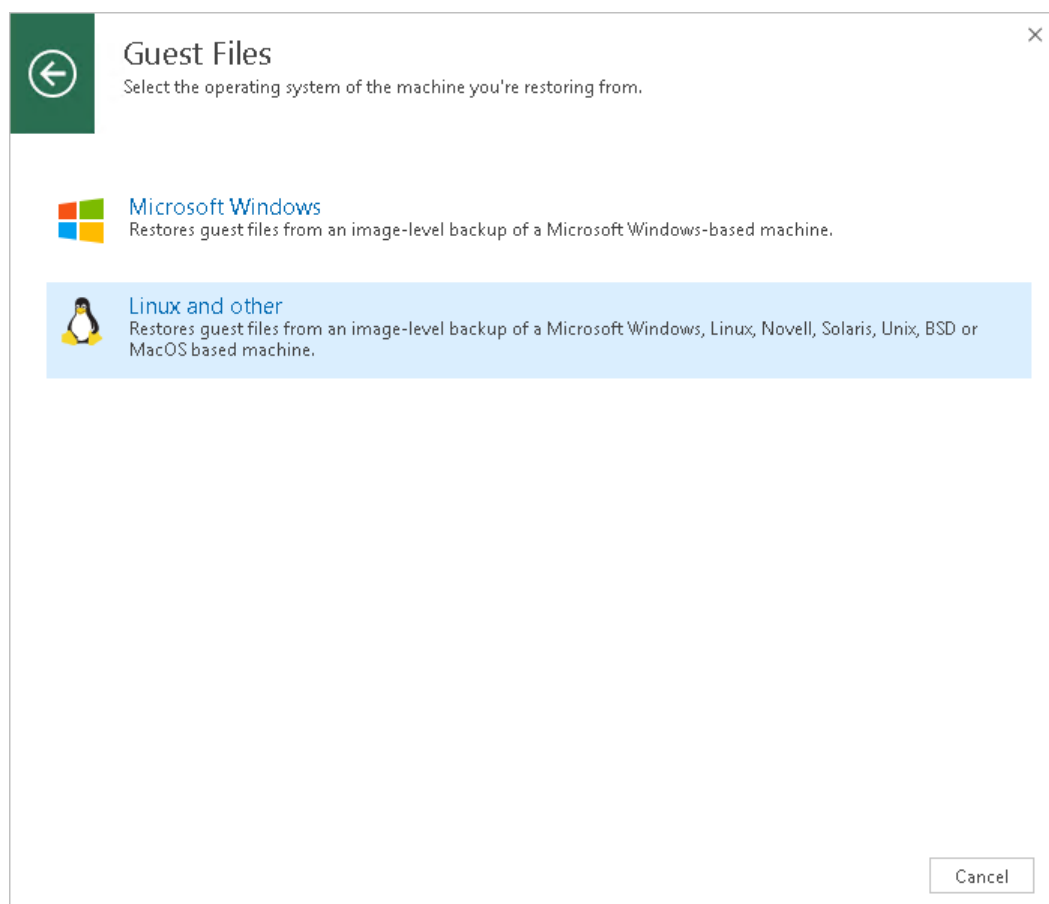 Guest Files
Select the operating system of the machine you're restoring from.
Microsoft Windows
Restores guest files from an image-level backup of a Microsoft Windows-based machine.
Linux and other
Restores guest files from an image-level backup of a Microsoft Windows, Linux, Novell, Solaris, Unix, BSD or
MacOS based machine.
Cancel